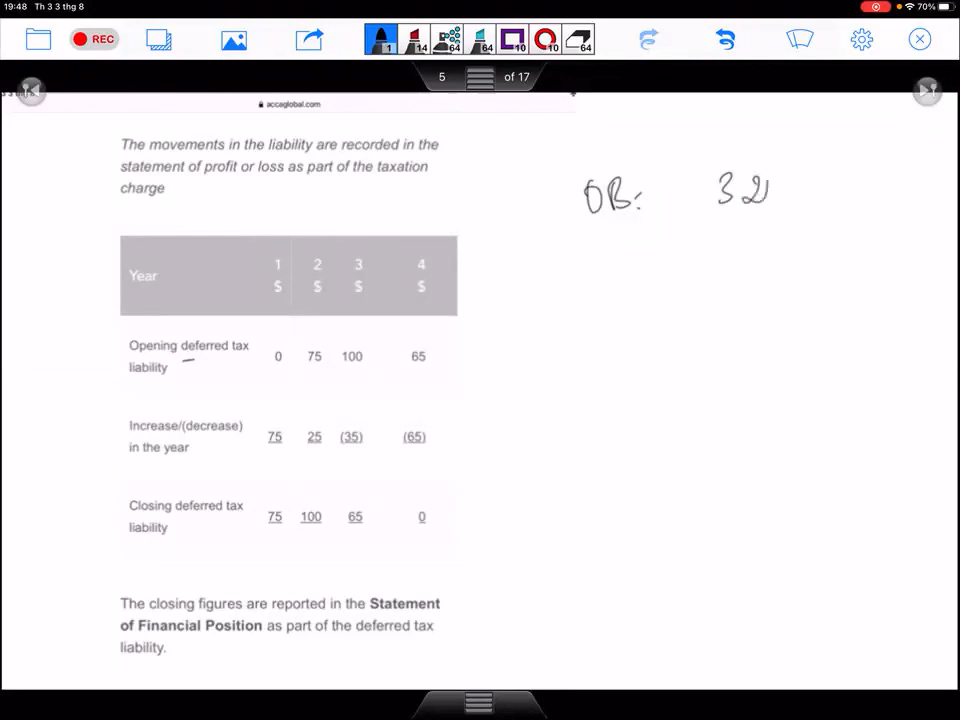 19:48 Th 3 3 thg 8
70%
REC
1
14
64
64
10
10
64
5 of 17
accaglobal.com
The movements in the liability are recorded in the
statement of profit or loss as part of the taxation
charge
OB: 32
Year 1 2 3 4
$ $ $ $
Opening deferred tax
liability 0 75 100 65
Increase/(decrease)
in the year 75 25 (35) (65)
Closing deferred tax
liability 75 100 65 0
The closing figures are reported in the Statement
of Financial Position as part of the deferred tax
liability.